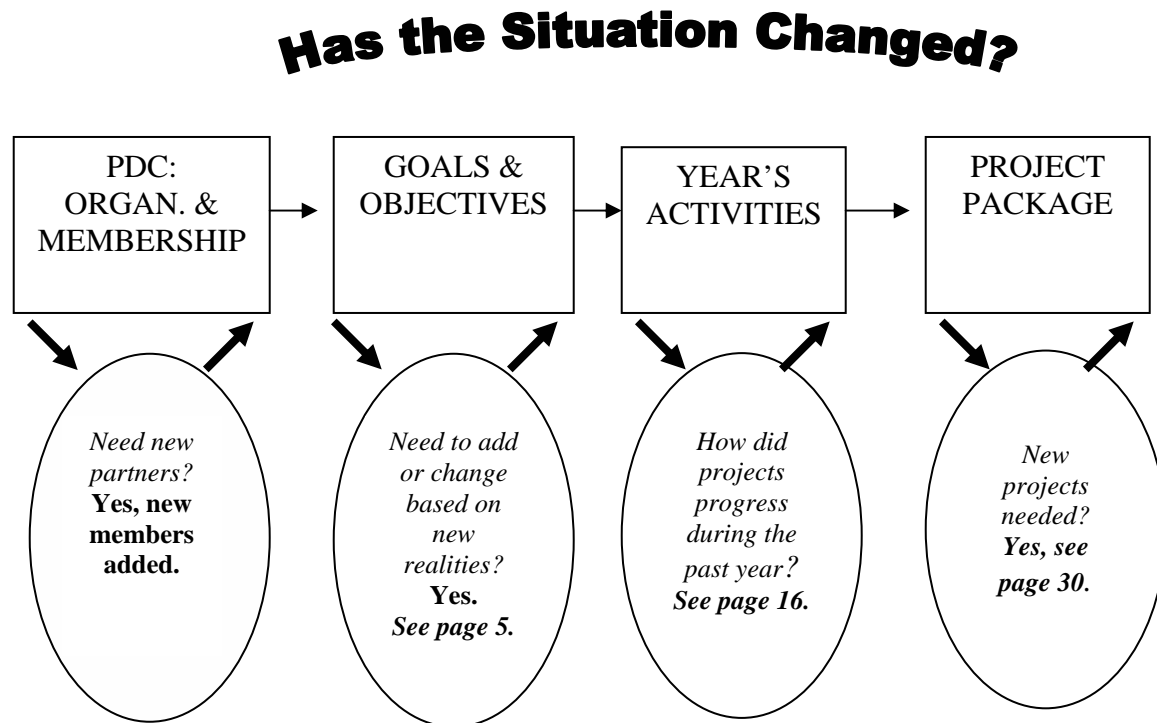 Has the Situation Changed?
PDC:
ORGAN. &
MEMBERSHIP
GOALS &
OBJECTIVES
YEAR'S
ACTIVITIES
PROJECT
PACKAGE
Need new
partners?
Yes, new
members
added.
Need to add
or change
based on
new
realities?
Yes.
See page 5.
How did
projects
progress
during the
past year?
See page 16.
New
projects
needed?
Yes, see
page 30.